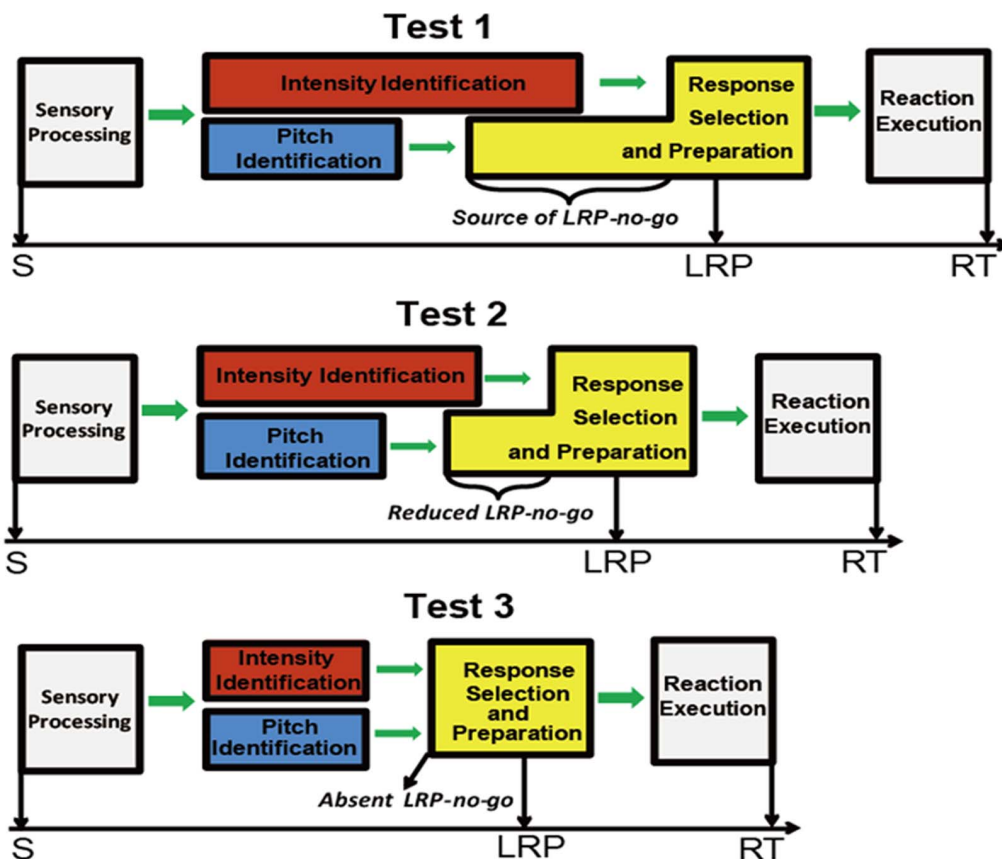 Test 1
Sensory
Processing
Intensity Identification
Pitch
Identification
Response
Selection
and Preparation
Reaction
Execution
Source of LRP-no-go
S
LRP
RT
Test 2
Sensory
Processing
Intensity Identification
Pitch
Identification
Response
Selection
and Preparation
Reaction
Execution
Reduced LRP-no-go
S
LRP
RT
Test 3
Sensory
Processing
Intensity
Identification
Pitch
Identification
Response
Selection
and
Preparation
Reaction
Execution
Absent LRP-no-go
S
LRP
RT